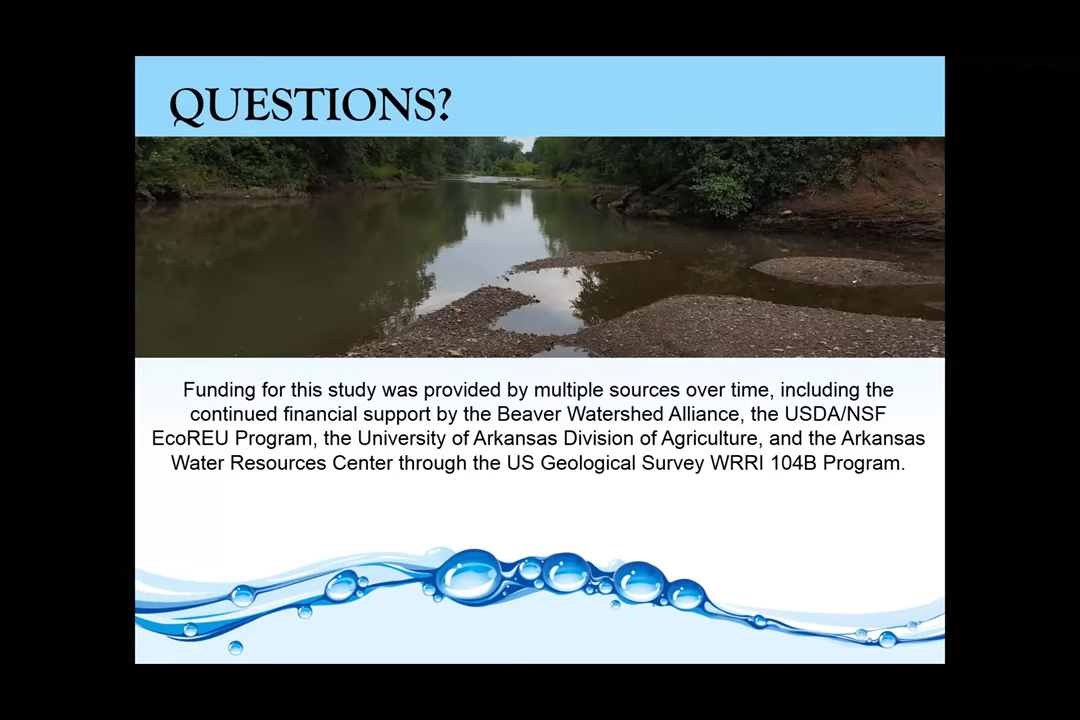 QUESTIONS?
Funding for this study was provided by multiple sources over time, including the
continued financial support by the Beaver Watershed Alliance, the USDA/NSF
EcoREU Program, the University of Arkansas Division of Agriculture, and the Arkansas
Water Resources Center through the US Geological Survey WRRI 104B Program.